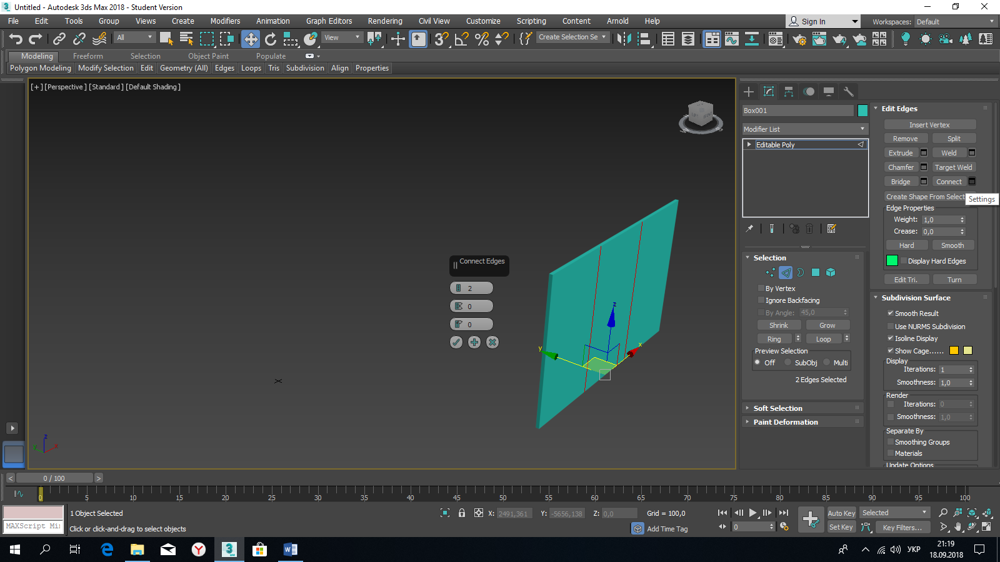 Untitled - Autodesk 3ds Max 2018 - Student Version
File Edit Tools Group Views Create Modifiers Animation Graph Editors Rendering Civil View Customize Scripting Content Arnold Help
Sign In Workspaces: Default
All View Create Selection Se
Modeling Freeform Selection Object Paint Populate
Polygon Modeling Modify Selection Edit Geometry (All) Edges Loops Tris Subdivision Align Properties
[+] [Perspective] [Standard] [Default Shading]
Connect Edges
2
0
0
z
y
x
z
y
x
Box001
Modifier List
Editable Poly
Selection
By Vertex
Ignore Backfacing
By Angle: 45,0
Shrink Grow
Ring Loop
Preview Selection
Off SubObj Multi
2 Edges Selected
Soft Selection
Paint Deformation
Edit Edges
Insert Vertex
Remove Split
Extrude Weld
Chamfer Target Weld
Bridge Connect
Create Shape From Select
Settings
Edge Properties
Weight: 1,0
Crease: 0,0
Hard Smooth
Display Hard Edges
Edit Tri. Turn
Subdivision Surface
Smooth Result
Use NURMS Subdivision
Isoline Display
Show Cage......
Display
Iterations: 1
Smoothness: 1,0
Render
Iterations: 0
Smoothness: 1,0
Separate By
Smoothing Groups
Materials
Update Options
< 0 / 100 >
0 5 10 15 20 25 30 35 40 45 50 55 60 65 70 75 80 85 90 95 100
1 Object Selected X: 2491,361 Y: -5656,138 Z: 0,0 Grid = 100,0 Auto Key Selected
MAXScript Mi
Click or click-and-drag to select objects Add Time Tag 0 Set Key Key Filters...
3
MAX
УКР
21:19
18.09.2018